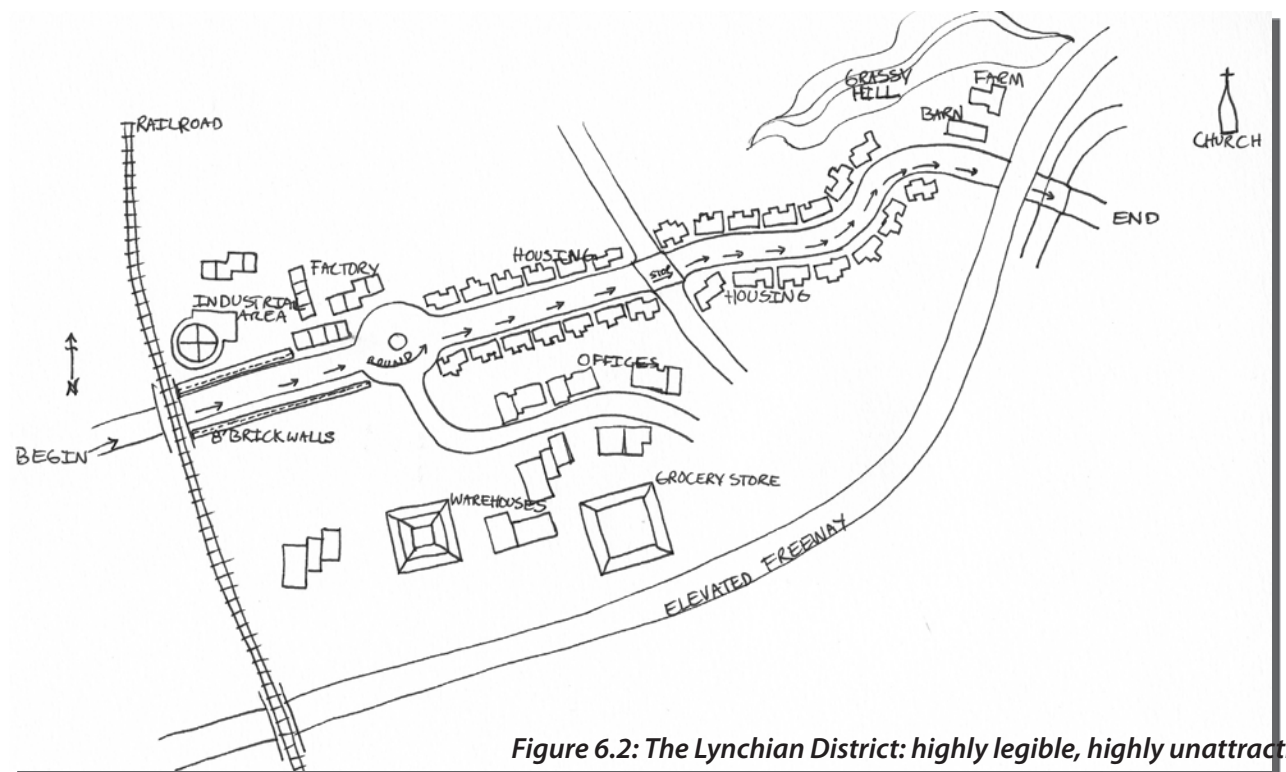 RAILROAD
GRASSY
HILL
FARM
BARN
CHURCH
END
HOUSING
FACTORY
INDUSTRIAL
AREA
STOP
HOUSING
ROUND
OFFICES
N
8' BRICK WALLS
BEGIN
GROCERY STORE
WAREHOUSES
ELEVATED FREEWAY
Figure 6.2: The Lynchian District: highly legible, highly unattract